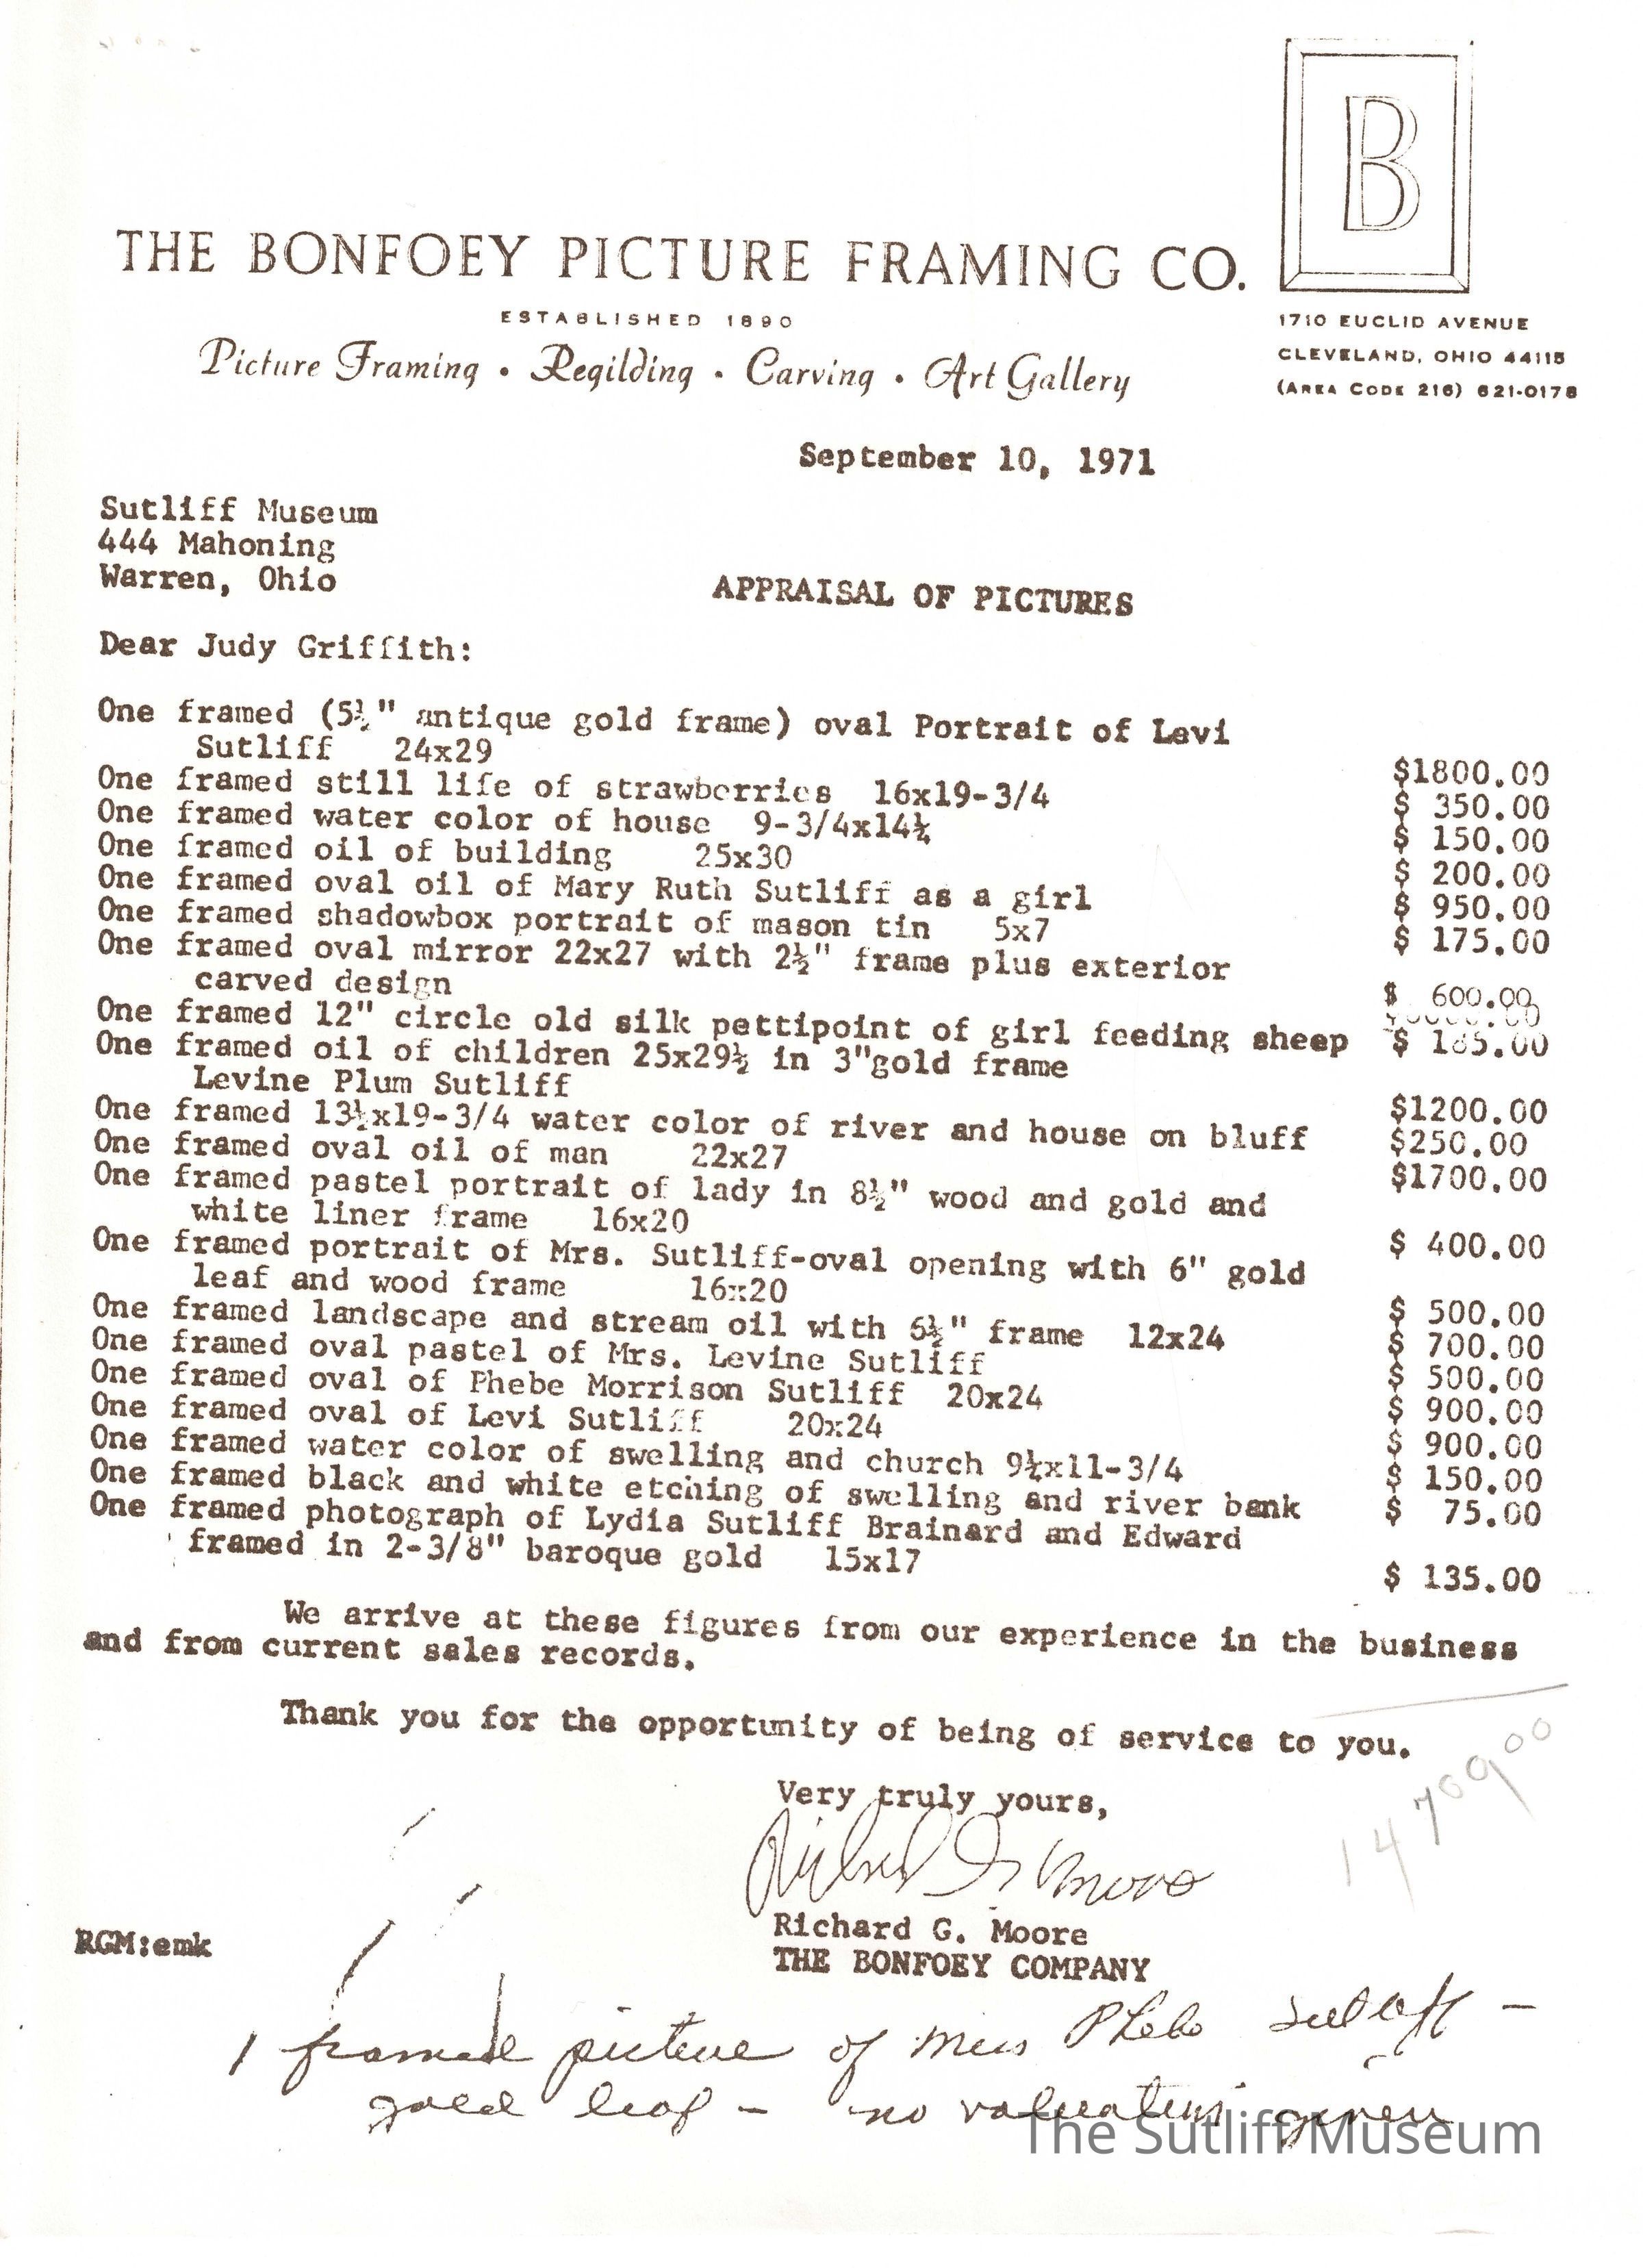 B
THE BONFOEY PICTURE FRAMING CO.
ESTABLISHED 1890
Picture Framing • Regilding • Carving • Art Gallery
1710 EUCLID AVENUE
CLEVELAND, OHIO 44115
(AREA CODE 216) 621-0178
September 10, 1971
Sutliff Museum
444 Mahoning
Warren, Ohio
APPRAISAL OF PICTURES
Dear Judy Griffith:
One framed (5½" antique gold frame) oval Portrait of Levi
Sutliff 24x29 $1800.00
One framed still life of strawberries 16x19-3/4 $ 350.00
One framed water color of house 9-3/4x14½ $ 150.00
One framed oil of building 25x30 $ 200.00
One framed oval oil of Mary Ruth Sutliff as a girl $ 950.00
One framed shadowbox portrait of mason tin 5x7 $ 175.00
One framed oval mirror 22x27 with 2½" frame plus exterior
carved design $ 600.00
One framed 12" circle old silk pettipoint of girl feeding sheep $
One framed oil of children 25x29½ in 3"gold frame
Levine Plum Sutliff $1200.00
One framed 13½x19-3/4 water color of river and house on bluff $250.00
One framed oval oil of man 22x27 $1700.00
One framed pastel portrait of lady in 8½" wood and gold and
white liner frame 16x20 $ 400.00
One framed portrait of Mrs. Sutliff-oval opening with 6" gold
leaf and wood frame 16x20 $ 500.00
One framed landscape and stream oil with frame 12x24 $ 700.00
One framed oval pastel of Mrs. Levine Sutliff $ 500.00
One framed oval of Phebe Morrison Sutliff 20x24 $ 900.00
One framed oval of Levi Sutliff 20x24 $ 900.00
One framed water color of swelling and church 9½x11-3/4 $ 150.00
One framed black and white etching of swelling and river bank $ 75.00
One framed photograph of Lydia Sutliff Brainard and Edward
framed in 2-3/8" baroque gold 15x17 $ 135.00
We arrive at these figures from our experience in the business
and from current sales records.
Thank you for the opportunity of being of service to you.
1470900
Very truly yours,
Richard G. Moore
Richard G. Moore
THE BONFOEY COMPANY
RGM:emk
1 framed picture of Miss Phebe Sutliff -
gold leaf - no valuation given
The Sutliff Museum